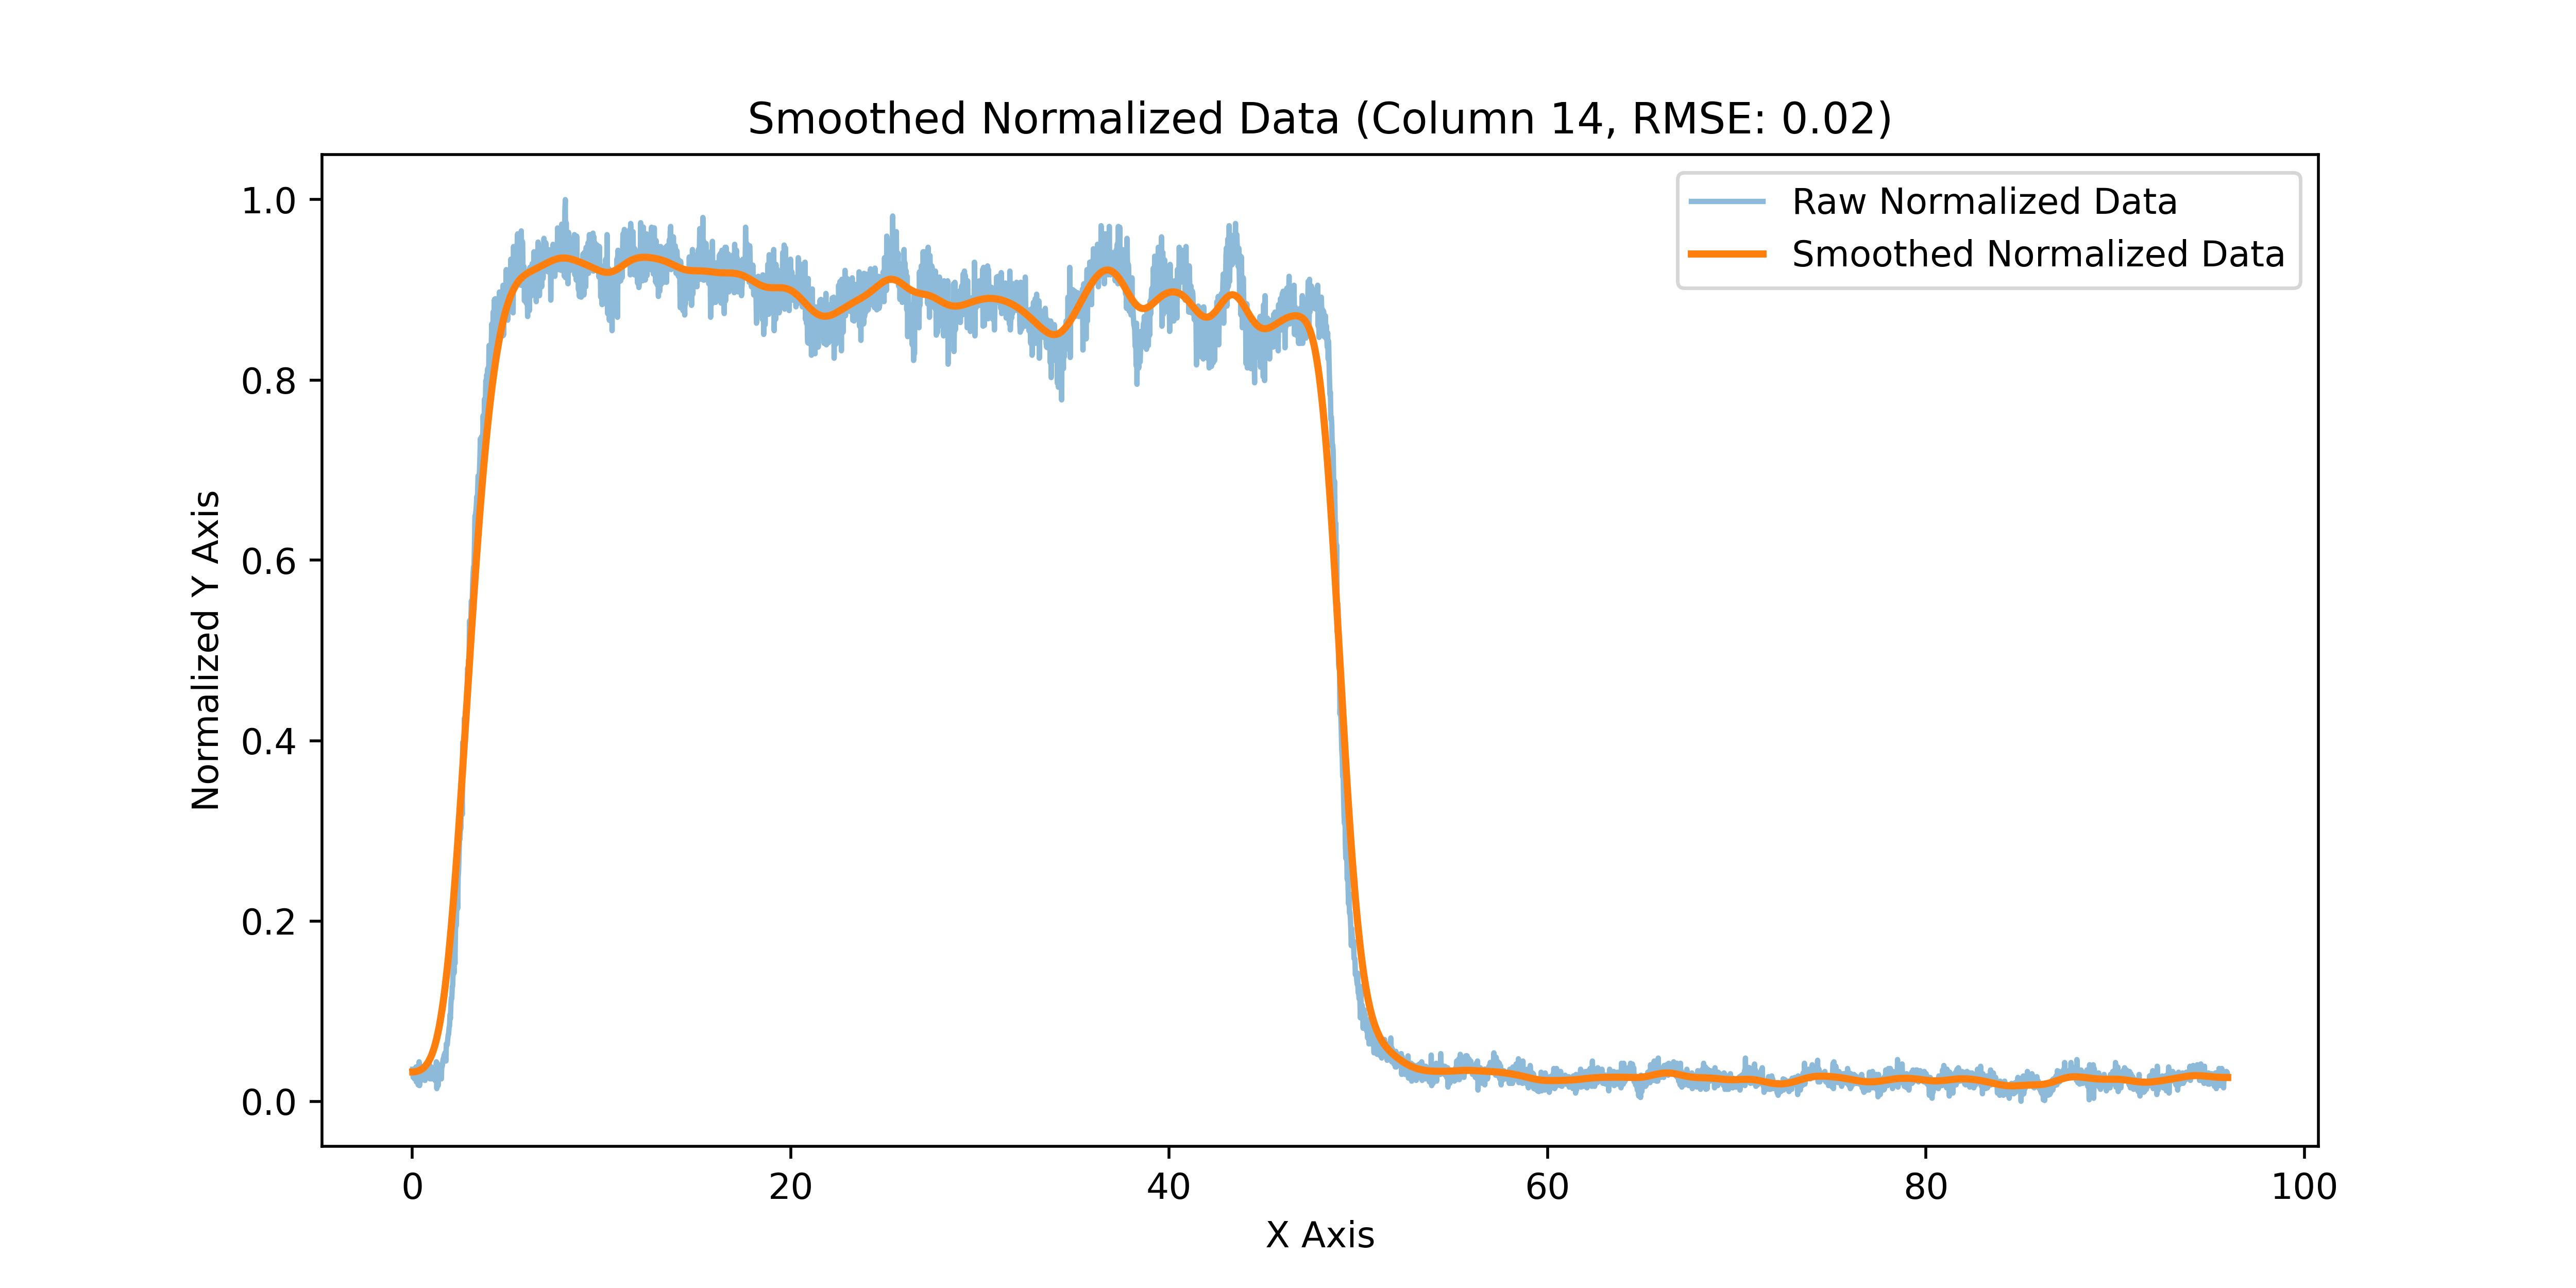 Smoothed Normalized Data (Column 14, RMSE: 0.02)
Raw Normalized Data
Smoothed Normalized Data
1.0
0.8
0.6
0.4
0.2
0.0
Normalized Y Axis
0 20 40 60 80 100
X Axis